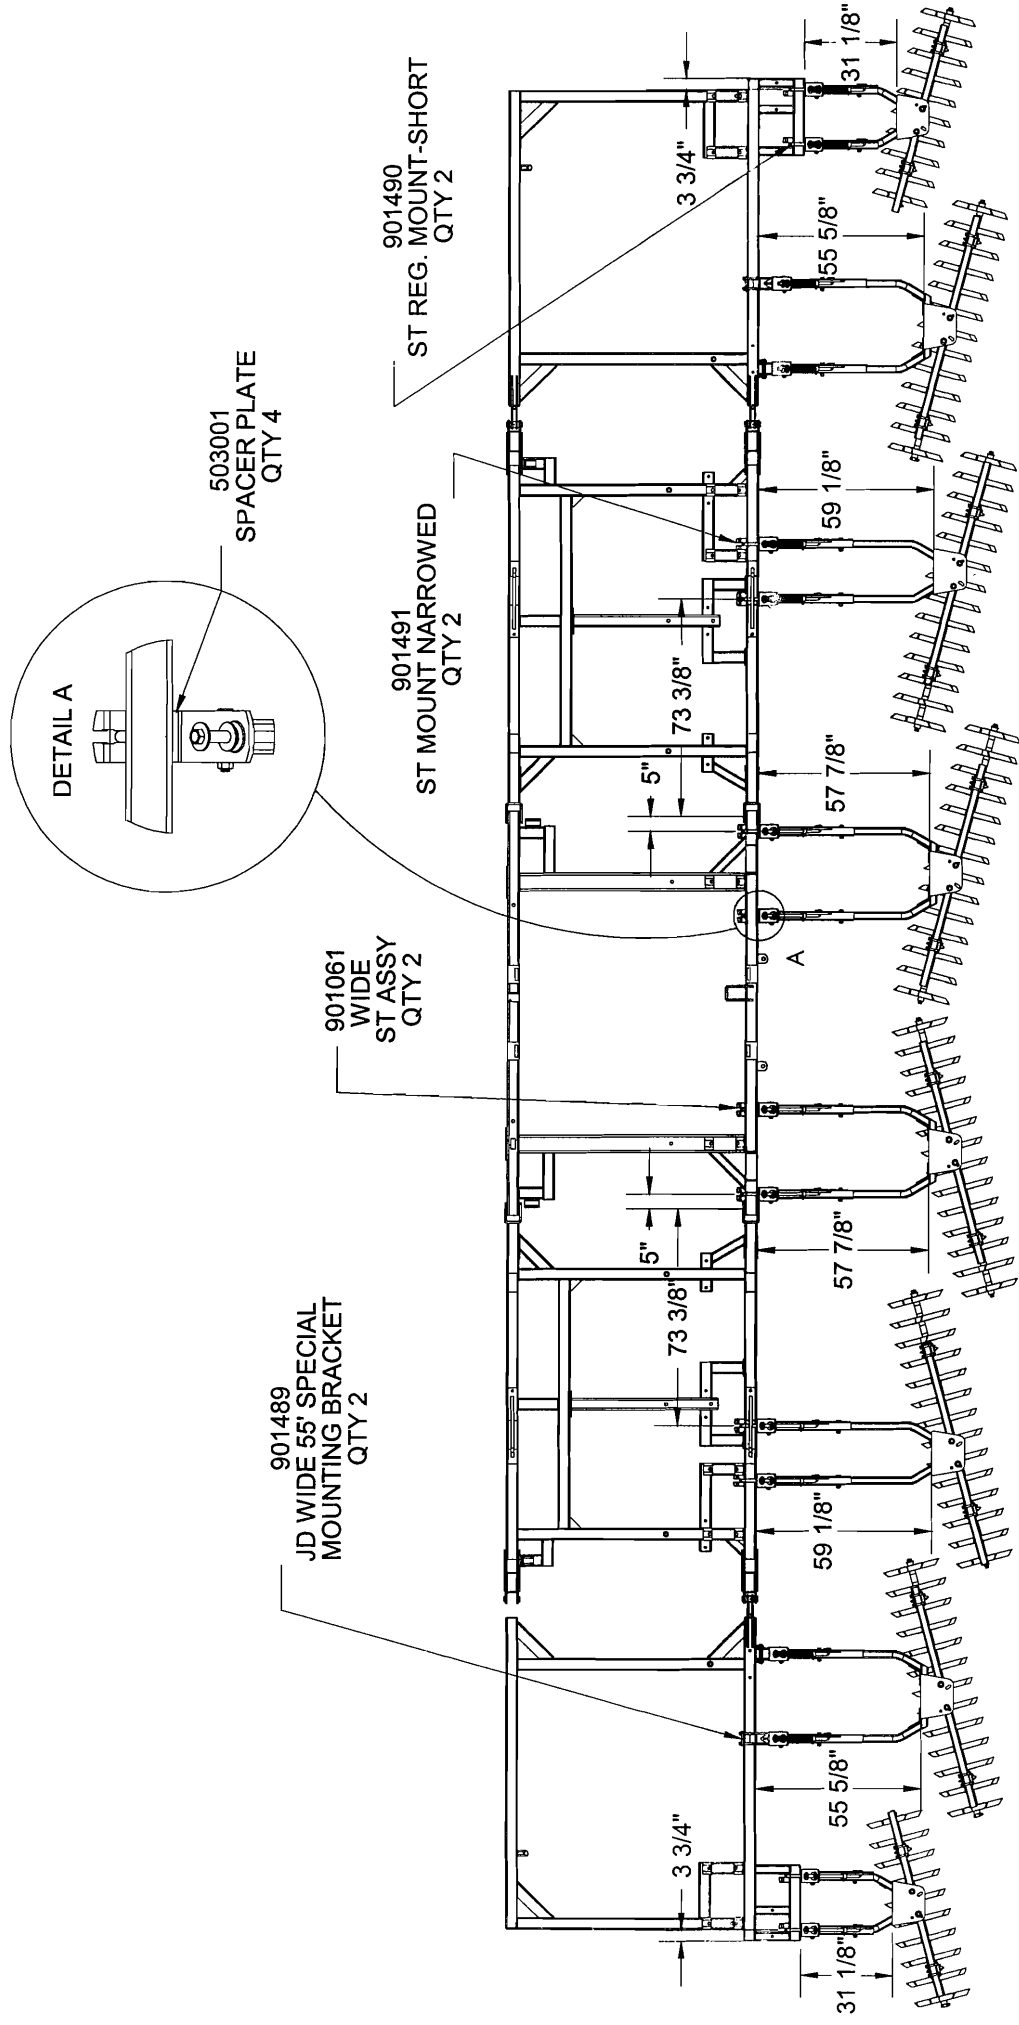 DETAIL A
503001
SPACER PLATE
QTY 4
901489
JD WIDE 55' SPECIAL
MOUNTING BRACKET
QTY 2
901061
WIDE
ST ASSY
QTY 2
901491
ST MOUNT NARROWED
QTY 2
901490
ST REG. MOUNT-SHORT
QTY 2
3 3/4"
73 3/8"
5"
5"
73 3/8"
3 3/4"
A
31 1/8"
55 5/8"
59 1/8"
57 7/8"
57 7/8"
59 1/8"
55 5/8"
31 1/8"